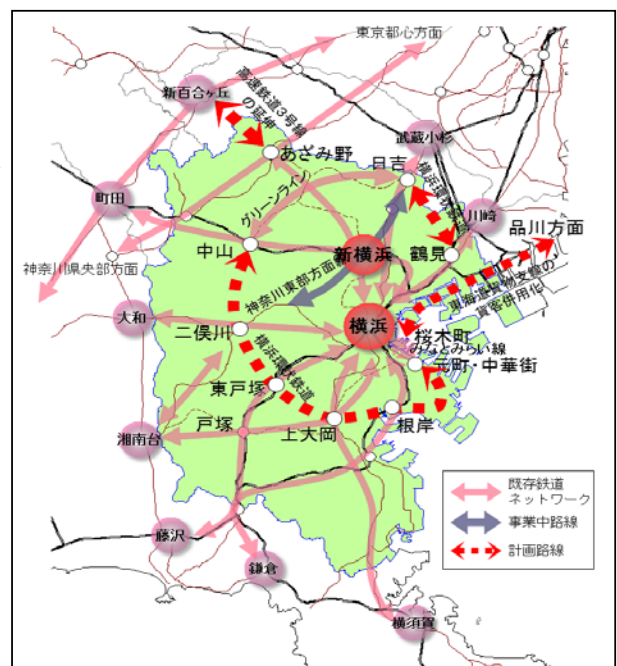 東京都心方面
新百合ヶ丘
高速鉄道3号線
の延伸
武蔵小杉
あざみ野
日吉
横浜環状鉄道
町田
グリーンライン
川崎
品川方面
中山
新横浜
鶴見
神奈川県央部方面
神奈川東部方面線
東海道貨物支線の
貨客併用化
大和
二俣川
横浜
桜木町
みなとみらい線
元町・中華街
横浜環状鉄道
東戸塚
戸塚
上大岡
根岸
湘南台
既存鉄道
ネットワーク
事業中路線
計画路線
藤沢
鎌倉
横須賀